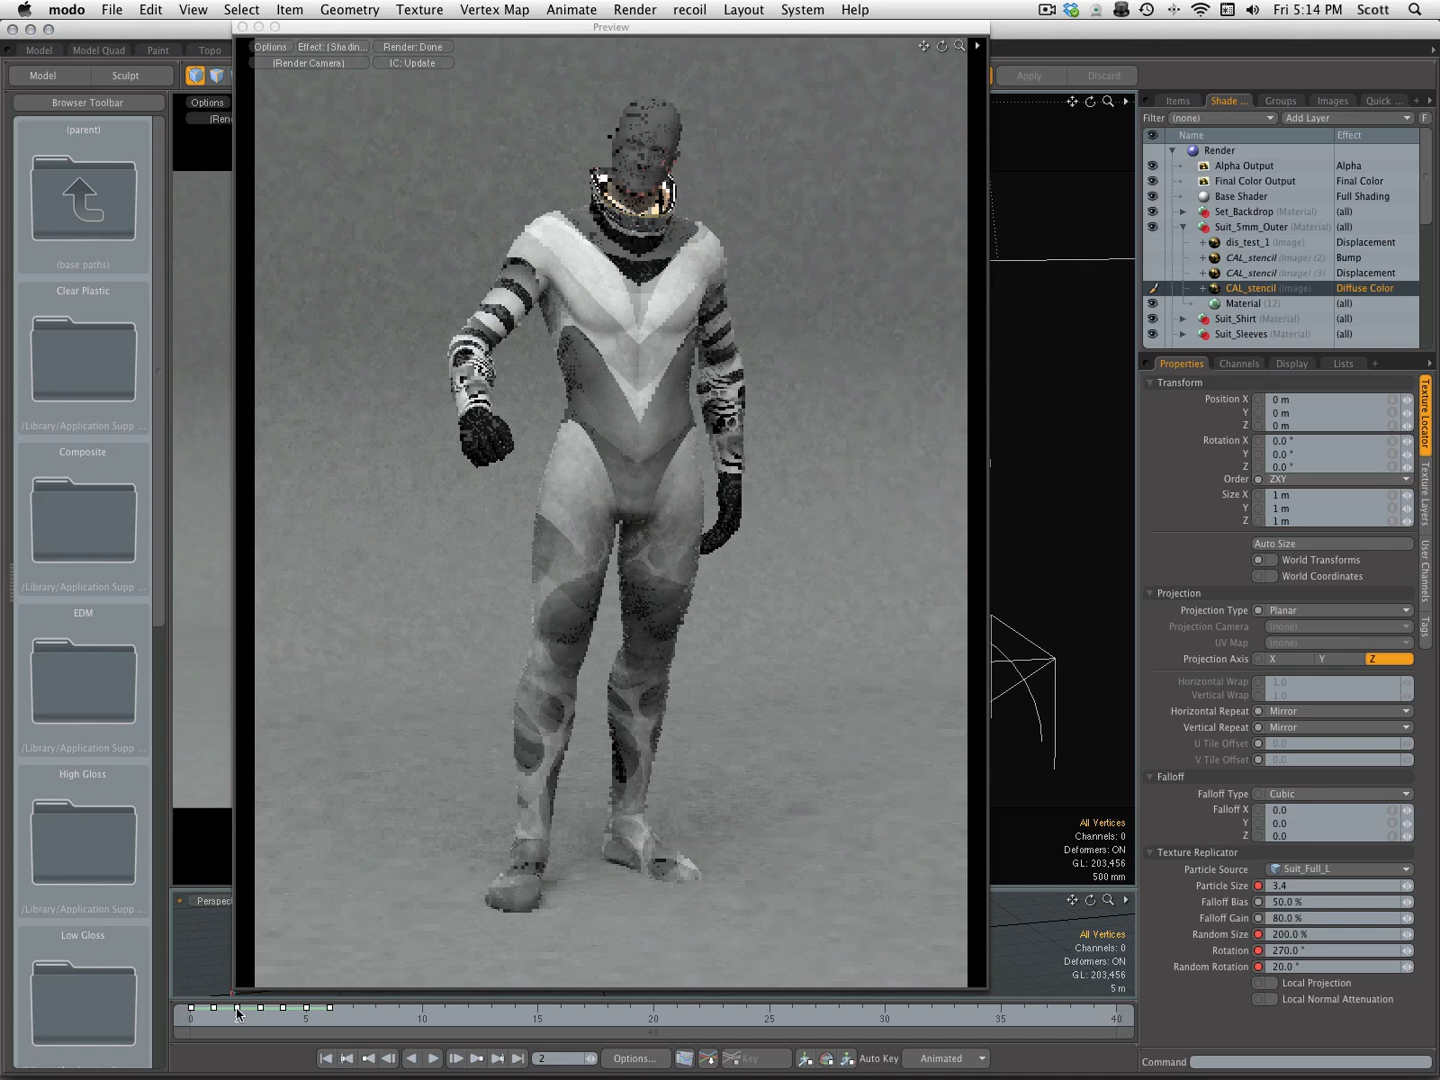 modo File Edit View Select Item Geometry Texture Vertex Map Animate Render recoil Layout System Help Fri 5:14 PM Scott
Preview
Model Model Quad Paint Topo
Options Effect: (Shadin... Render: Done
(Render Camera) IC: Update
Model Sculpt
Apply Discard
Browser Toolbar
Options
(parent)
(base paths)
Clear Plastic
/Library/Application Supp ...
Composite
/Library/Application Supp ...
EDM
/Library/Application Supp ...
High Gloss
/Library/Application Supp ...
Low Gloss
Items Shade ... Groups Images Quick ... +
Filter (none) Add Layer F
Name Effect
Render
Alpha Output Alpha
Final Color Output Final Color
Base Shader Full Shading
Set_Backdrop (Material) (all)
Suit_5mm_Outer (Material) (all)
dis_test_1 (Image) Displacement
CAL_stencil (Image) (2) Bump
CAL_stencil (Image) (3) Displacement
CAL_stencil (Image) Diffuse Color
Material (12) (all)
Suit_Shirt (Material) (all)
Suit_Sleeves (Material) (all)
Properties Channels Display Lists +
Texture Locator
Texture Layers
User Channels
Tags
Transform
Position X 0 m
Y 0 m
Z 0 m
Rotation X 0.0 °
Y 0.0 °
Z 0.0 °
Order ZXY
Size X 1 m
Y 1 m
Z 1 m
Auto Size
World Transforms
World Coordinates
Projection
Projection Type Planar
Projection Camera (none)
UV Map (none)
Projection Axis X Y Z
Horizontal Wrap 1.0
Vertical Wrap 1.0
Horizontal Repeat Mirror
Vertical Repeat Mirror
U Tile Offset 0.0
V Tile Offset 0.0
Falloff
Falloff Type Cubic
Falloff X 0.0
Y 0.0
Z 0.0
Texture Replicator
Particle Source Suit_Full_L
Particle Size 3.4
Falloff Bias 50.0 %
Falloff Gain 80.0 %
Random Size 200.0 %
Rotation 270.0 °
Random Rotation 20.0 °
Local Projection
Local Normal Attenuation
All Vertices
Channels: 0
Deformers: ON
GL: 203,456
500 mm
All Vertices
Channels: 0
Deformers: ON
GL: 203,456
5 m
0 5 10 15 20 25 30 35 40
40
2 Options... Key Auto Key Animated
Command